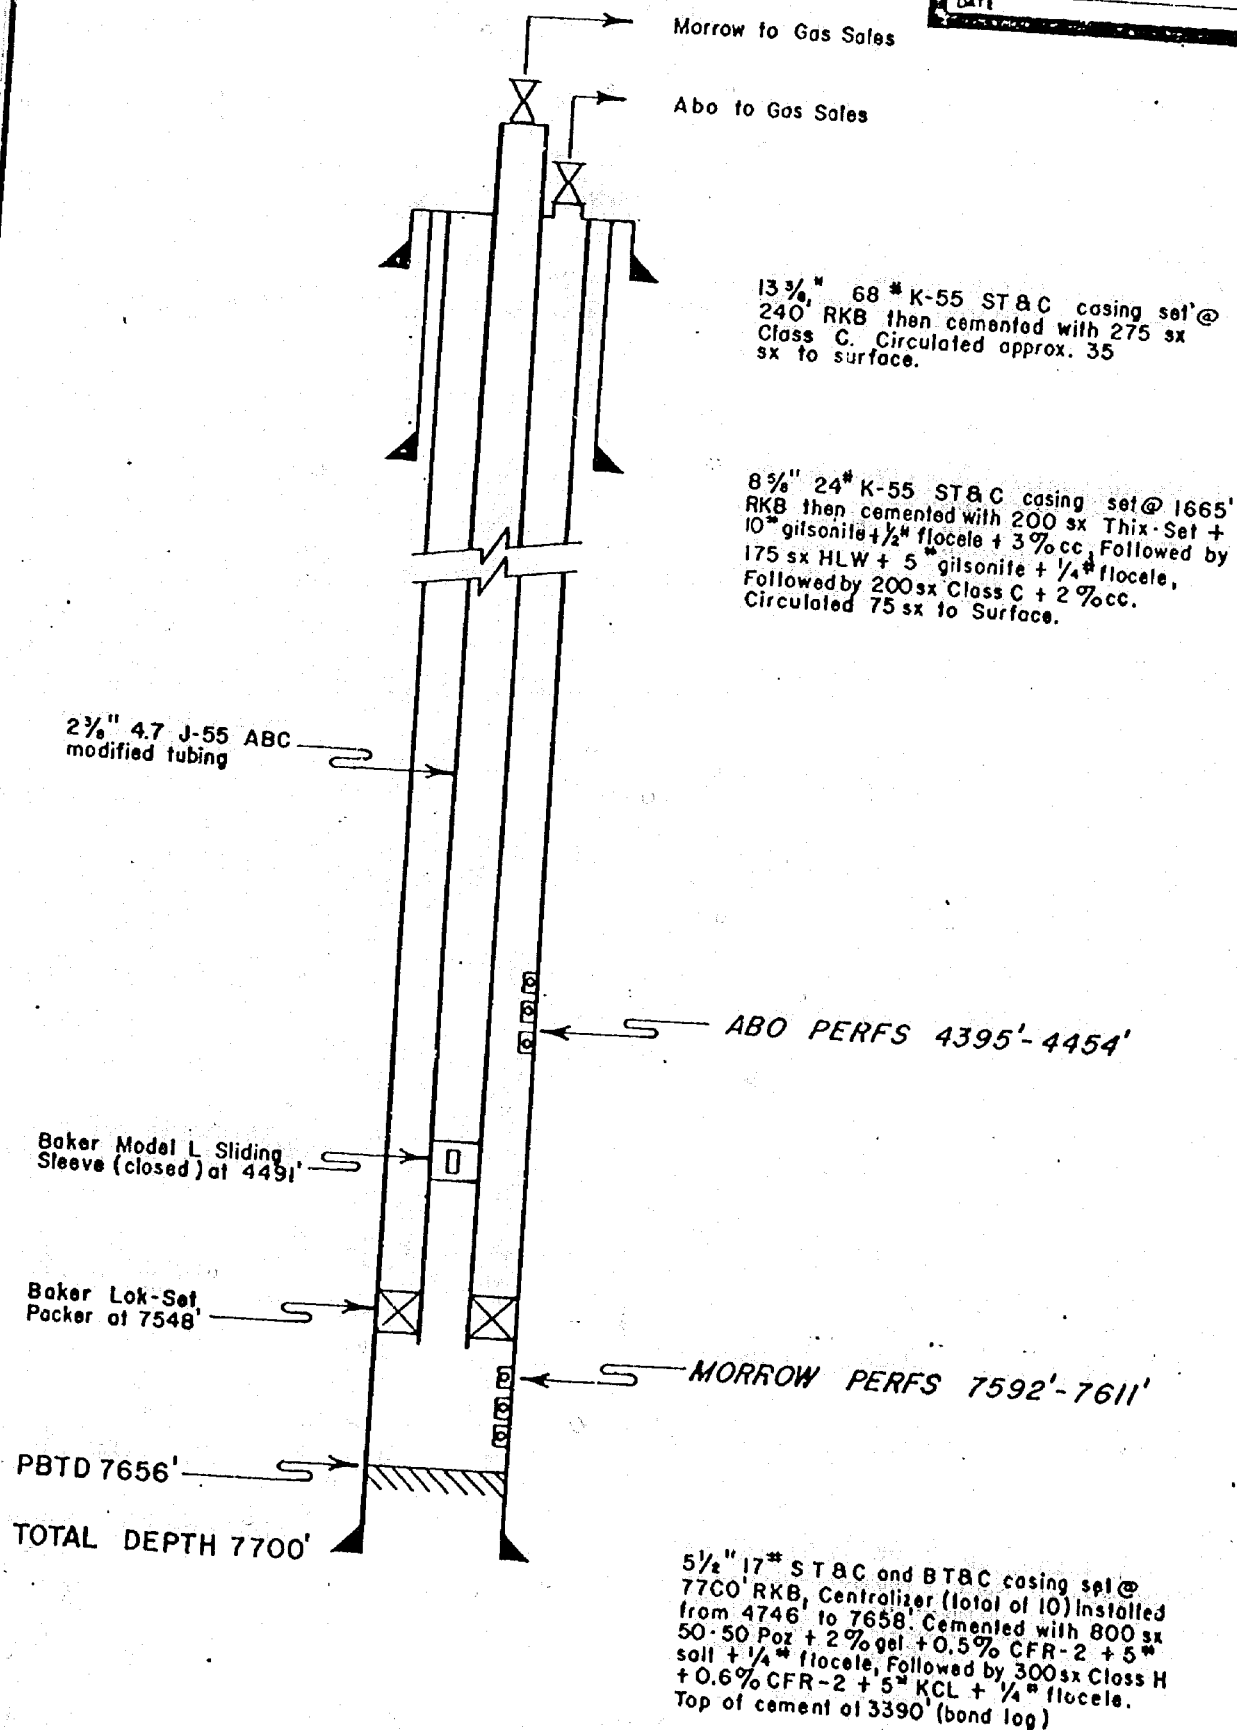 DATE
Morrow to Gas Sales
Abo to Gas Sales
13 3/8" 68# K-55 ST&C casing set @
240' RKB then cemented with 275 sx
Class C. Circulated approx. 35
sx to surface.
8 5/8" 24# K-55 ST&C casing set @ 1665'
RKB then cemented with 200 sx Thix-Set +
10# gilsonite + 1/2# flocele + 3% cc, Followed by
175 sx HLW + 5# gilsonite + 1/4# flocele,
Followed by 200 sx Class C + 2% cc.
Circulated 75 sx to Surface.
2 3/8" 4.7 J-55 ABC
modified tubing
ABO PERFS 4395'-4454'
Baker Model L Sliding
Sleeve (closed) at 4491'
Baker Lok-Set
Packer at 7548'
MORROW PERFS 7592'-7611'
PBTD 7656'
TOTAL DEPTH 7700'
5 1/2" 17# ST&C and BT&C casing set @
7700' RKB, Centralizer (total of 10) Installed
from 4746' to 7658'. Cemented with 800 sx
50-50 Poz + 2% gel + 0.5% CFR-2 + 5#
salt + 1/4# flocele, Followed by 300 sx Class H
+ 0.6% CFR-2 + 5# KCL + 1/4# flocele.
Top of cement at 3390' (bond log)